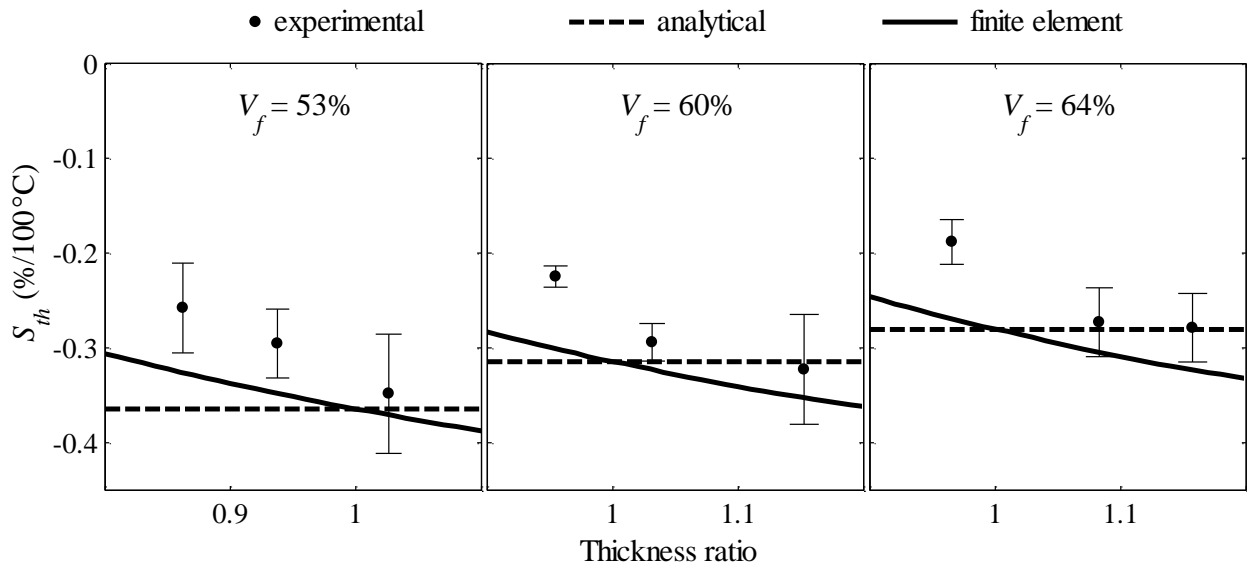 experimental analytical finite element
0
-0.1
-0.2
-0.3
-0.4
S_th (%/100°C)
V_f = 53%
V_f = 60%
V_f = 64%
0.9 1 1 1.1 1 1.1
Thickness ratio